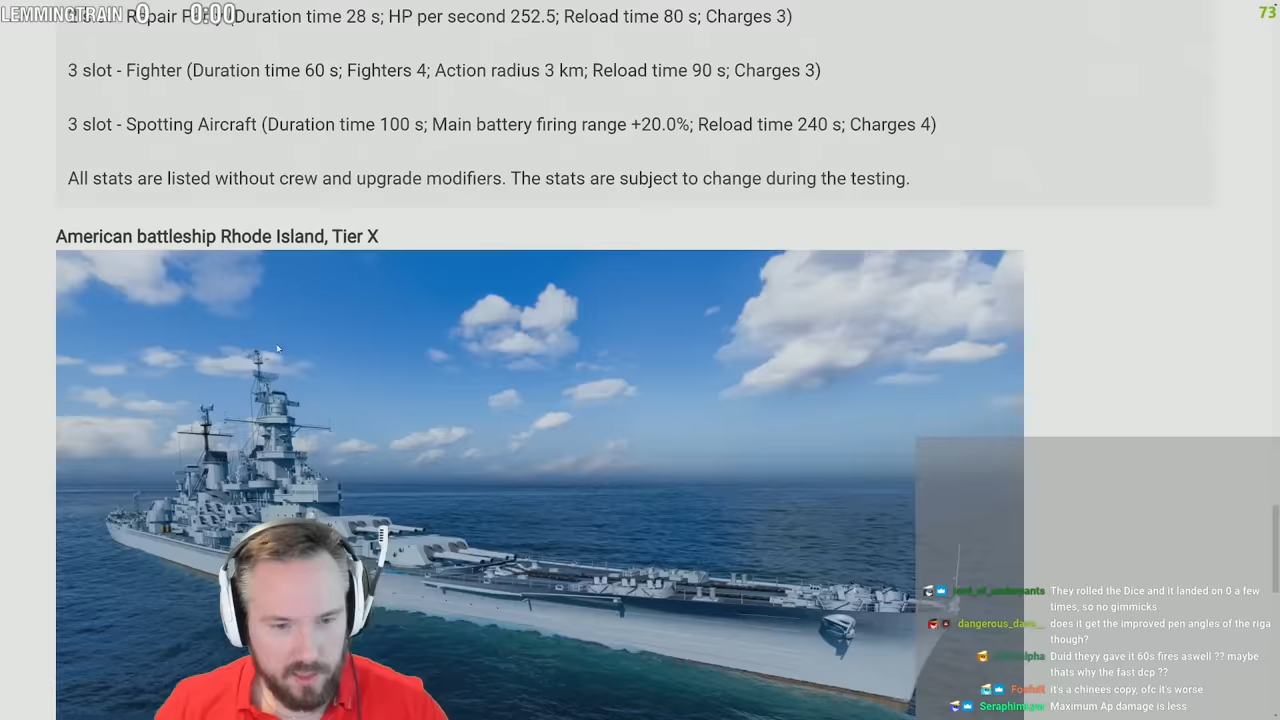 LEMMINGTRAIN 0 0:00
73
Repair Party (Duration time 28 s; HP per second 252.5; Reload time 80 s; Charges 3)
3 slot - Fighter (Duration time 60 s; Fighters 4; Action radius 3 km; Reload time 90 s; Charges 3)
3 slot - Spotting Aircraft (Duration time 100 s; Main battery firing range +20.0%; Reload time 240 s; Charges 4)
All stats are listed without crew and upgrade modifiers. The stats are subject to change during the testing.
American battleship Rhode Island, Tier X
They rolled the Dice and it landed on 0 a few
times, so no gimmicks
does it get the improved pen angles of the riga
though?
Duid theyy gave it 60s fires aswell ?? maybe
thats why the fast dcp ??
it's a chinees copy, ofc it's worse
Maximum Ap damage is less